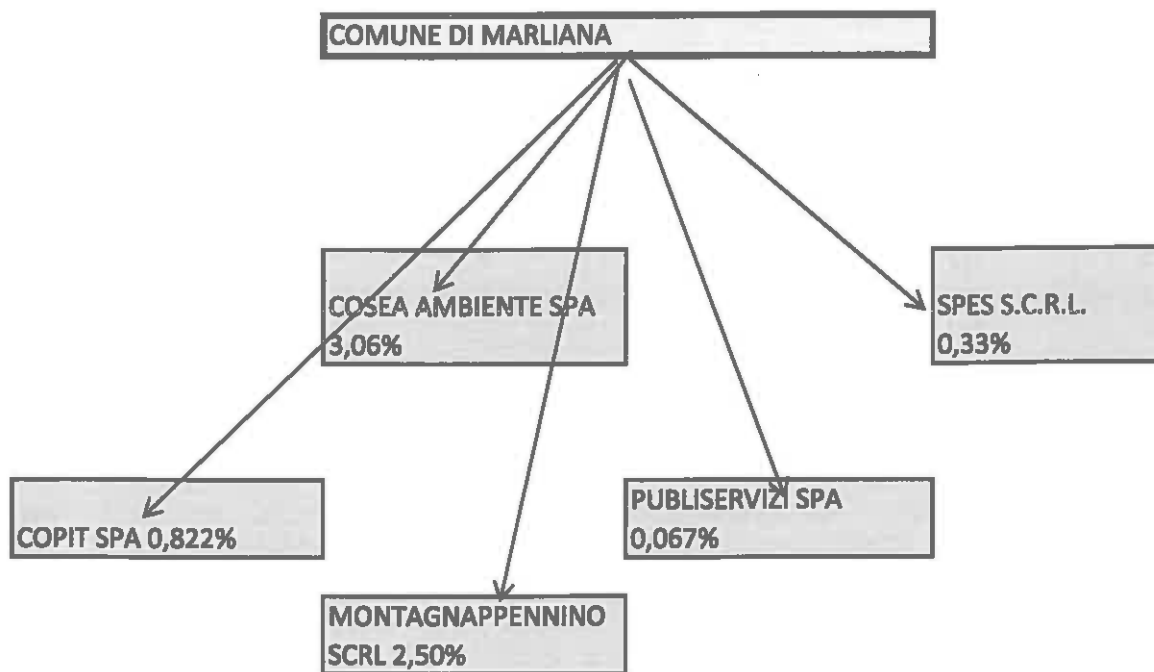 COMUNE DI MARLIANA
COSEA AMBIENTE SPA
3,06%
SPES S.C.R.L.
0,33%
COPIT SPA 0,822%
PUBLISERVIZI SPA
0,067%
MONTAGNAPPENNINO
SCRL 2,50%